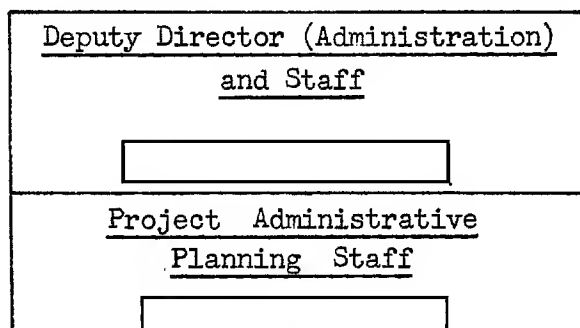 Deputy Director (Administration)
and Staff
Project Administrative
Planning Staff